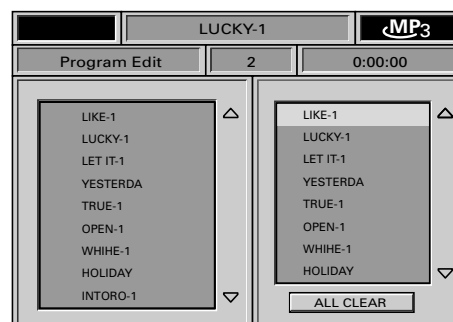 LUCKY-1
MP3
Program Edit 2 0:00:00
LIKE-1
LUCKY-1
LET IT-1
YESTERDA
TRUE-1
OPEN-1
WHIHE-1
HOLIDAY
INTORO-1
LIKE-1
LUCKY-1
LET IT-1
YESTERDA
TRUE-1
OPEN-1
WHIHE-1
HOLIDAY
ALL CLEAR